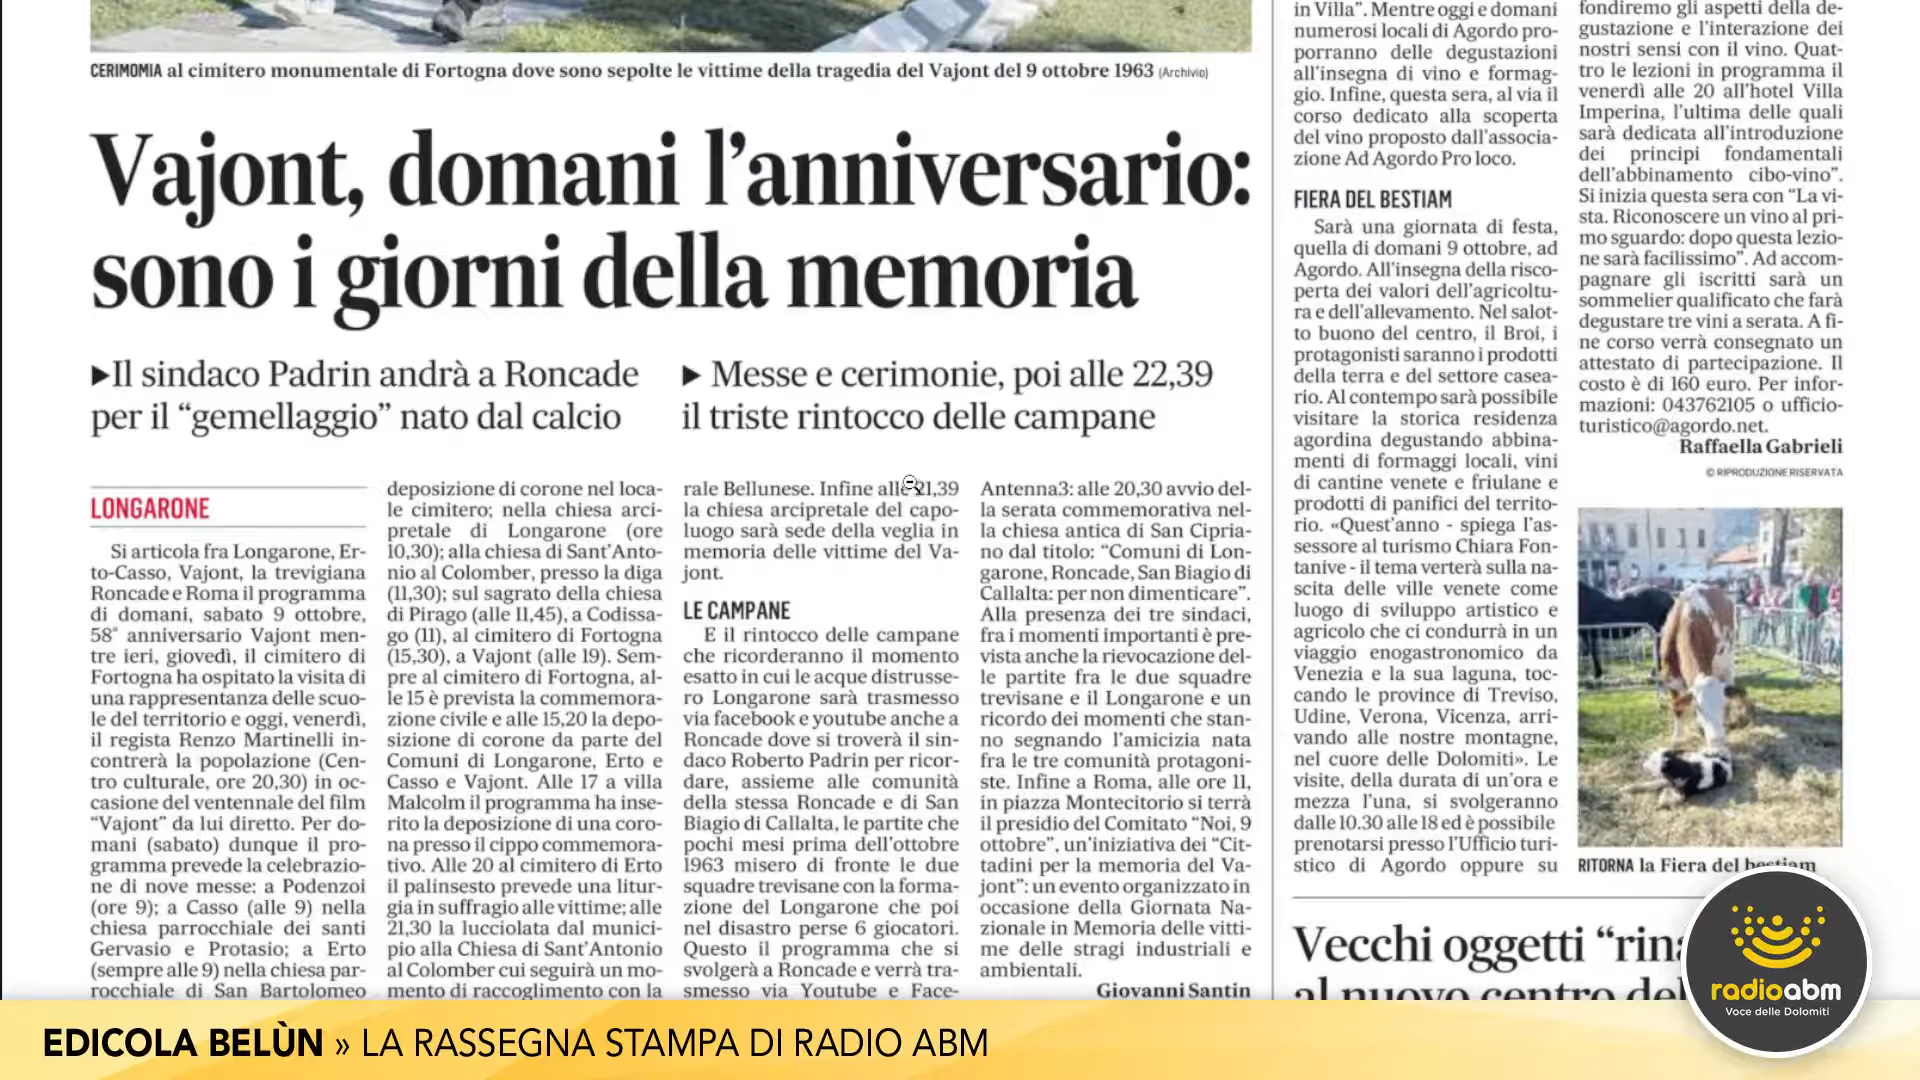 CERIMOMIA al cimitero monumentale di Fortogna dove sono sepolte le vittime della tragedia del Vajont del 9 ottobre 1963 (Archivio)
Vajont, domani l'anniversario:
sono i giorni della memoria
►Il sindaco Padrin andrà a Roncade
per il “gemellaggio” nato dal calcio
► Messe e cerimonie, poi alle 22,39
il triste rintocco delle campane
LONGARONE
Si articola fra Longarone, Er-
to-Casso, Vajont, la trevigiana
Roncade e Roma il programma
di domani, sabato 9 ottobre,
58° anniversario Vajont men-
tre ieri, giovedì, il cimitero di
Fortogna ha ospitato la visita di
una rappresentanza delle scuo-
le del territorio e oggi, venerdì,
il regista Renzo Martinelli in-
contrerà la popolazione (Cen-
tro culturale, ore 20,30) in oc-
casione del ventennale del film
“Vajont” da lui diretto. Per do-
mani (sabato) dunque il pro-
gramma prevede la celebrazio-
ne di nove messe: a Podenzoi
(ore 9); a Casso (alle 9) nella
chiesa parrocchiale dei santi
Gervasio e Protasio; a Erto
(sempre alle 9) nella chiesa par-
rocchiale di San Bartolomeo
deposizione di corone nel loca-
le cimitero; nella chiesa arci-
pretale di Longarone (ore
10,30); alla chiesa di Sant'Anto-
nio al Colomber, presso la diga
(11,30); sul sagrato della chiesa
di Pirago (alle 11,45), a Codissa-
go (11), al cimitero di Fortogna
(15,30), a Vajont (alle 19). Sem-
pre al cimitero di Fortogna, al-
le 15 è prevista la commemora-
zione civile e alle 15,20 la depo-
sizione di corone da parte del
Comuni di Longarone, Erto e
Casso e Vajont. Alle 17 a villa
Malcolm il programma ha inse-
rito la deposizione di una coro-
na presso il cippo commemora-
tivo. Alle 20 al cimitero di Erto
il palinsesto prevede una litur-
gia in suffragio alle vittime; alle
21,30 la lucciolata dal munici-
pio alla Chiesa di Sant'Antonio
al Colomber cui seguirà un mo-
mento di raccoglimento con la
rale Bellunese. Infine alle 21,39
la chiesa arcipretale del capo-
luogo sarà sede della veglia in
memoria delle vittime del Va-
jont.
LE CAMPANE
E il rintocco delle campane
che ricorderanno il momento
esatto in cui le acque distrusse-
ro Longarone sarà trasmesso
via facebook e youtube anche a
Roncade dove si troverà il sin-
daco Roberto Padrin per ricor-
dare, assieme alle comunità
della stessa Roncade e di San
Biagio di Callalta, le partite che
pochi mesi prima dell'ottobre
1963 misero di fronte le due
squadre trevisane con la forma-
zione del Longarone che poi
nel disastro perse 6 giocatori.
Questo il programma che si
svolgerà a Roncade e verrà tra-
smesso via Youtube e Face-
Antenna3: alle 20,30 avvio del-
la serata commemorativa nel-
la chiesa antica di San Cipria-
no dal titolo: “Comuni di Lon-
garone, Roncade, San Biagio di
Callalta: per non dimenticare”.
Alla presenza dei tre sindaci,
fra i momenti importanti è pre-
vista anche la rievocazione del-
le partite fra le due squadre
trevisane e il Longarone e un
ricordo dei momenti che stan-
no segnando l'amicizia nata
fra le tre comunità protagoni-
ste. Infine a Roma, alle ore 11,
in piazza Montecitorio si terrà
il presidio del Comitato “Noi, 9
ottobre”, un'iniziativa dei “Cit-
tadini per la memoria del Va-
jont”: un evento organizzato in
occasione della Giornata Na-
zionale in Memoria delle vitti-
me delle stragi industriali e
ambientali.
Giovanni Santin
in Villa”. Mentre oggi e domani
numerosi locali di Agordo pro-
porranno delle degustazioni
all'insegna di vino e formag-
gio. Infine, questa sera, al via il
corso dedicato alla scoperta
del vino proposto dall'associa-
zione Ad Agordo Pro loco.
FIERA DEL BESTIAM
Sarà una giornata di festa,
quella di domani 9 ottobre, ad
Agordo. All'insegna della risco-
perta dei valori dell'agricoltu-
ra e dell'allevamento. Nel salot-
to buono del centro, il Broi, i
protagonisti saranno i prodotti
della terra e del settore casea-
rio. Al contempo sarà possibile
visitare la storica residenza
agordina degustando abbina-
menti di formaggi locali, vini
di cantine venete e friulane e
prodotti di panifici del territo-
rio. «Quest'anno - spiega l'as-
sessore al turismo Chiara Fon-
tanive - il tema verterà sulla na-
scita delle ville venete come
luogo di sviluppo artistico e
agricolo che ci condurrà in un
viaggio enogastronomico da
Venezia e la sua laguna, toc-
cando le province di Treviso,
Udine, Verona, Vicenza, arri-
vando alle nostre montagne,
nel cuore delle Dolomiti». Le
visite, della durata di un'ora e
mezza l'una, si svolgeranno
dalle 10.30 alle 18 ed è possibile
prenotarsi presso l'Ufficio turi-
stico di Agordo oppure su
fondiremo gli aspetti della de-
gustazione e l'interazione dei
nostri sensi con il vino. Quat-
tro le lezioni in programma il
venerdì alle 20 all'hotel Villa
Imperina, l'ultima delle quali
sarà dedicata all'introduzione
dei principi fondamentali
dell'abbinamento cibo-vino”.
Si inizia questa sera con “La vi-
sta. Riconoscere un vino al pri-
mo sguardo: dopo questa lezio-
ne sarà facilissimo”. Ad accom-
pagnare gli iscritti sarà un
sommelier qualificato che farà
degustare tre vini a serata. A fi-
ne corso verrà consegnato un
attestato di partecipazione. Il
costo è di 160 euro. Per infor-
mazioni: 043762105 o ufficio-
turistico@agordo.net.
Raffaella Gabrieli
© RIPRODUZIONE RISERVATA
RITORNA la Fiera del bestiam
Vecchi oggetti “rina
al nuovo centro del
radioabm
Voce delle Dolomiti
EDICOLA BELÙN » LA RASSEGNA STAMPA DI RADIO ABM